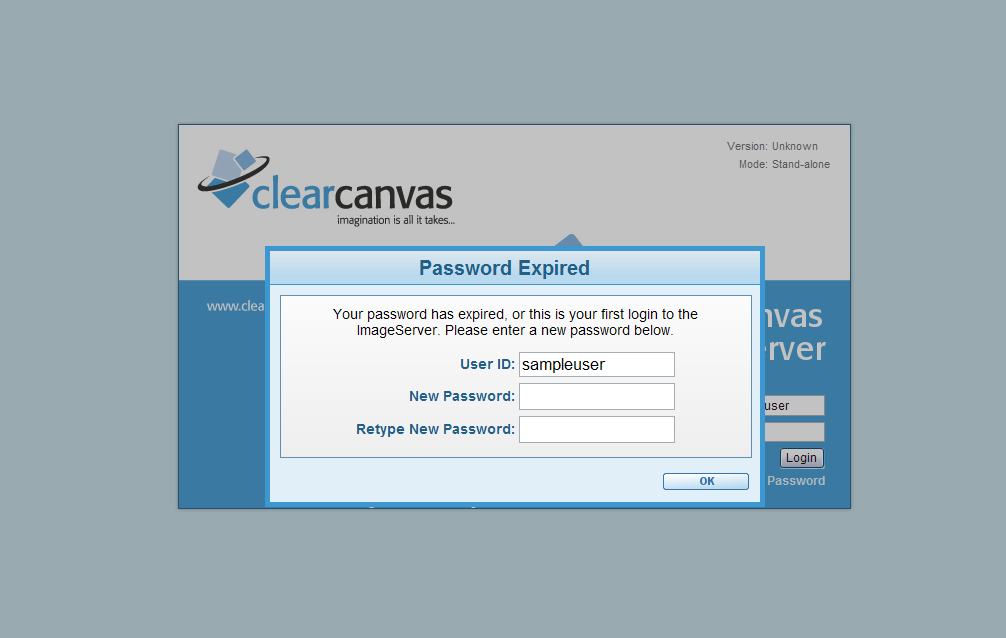 Version: Unknown
Mode: Stand-alone
clearcanvas
imagination is all it takes...
Password Expired
www.clea
nvas
rver
Your password has expired, or this is your first login to the
ImageServer. Please enter a new password below.
User ID: sampleuser
New Password:
user
Retype New Password:
Login
OK
Password